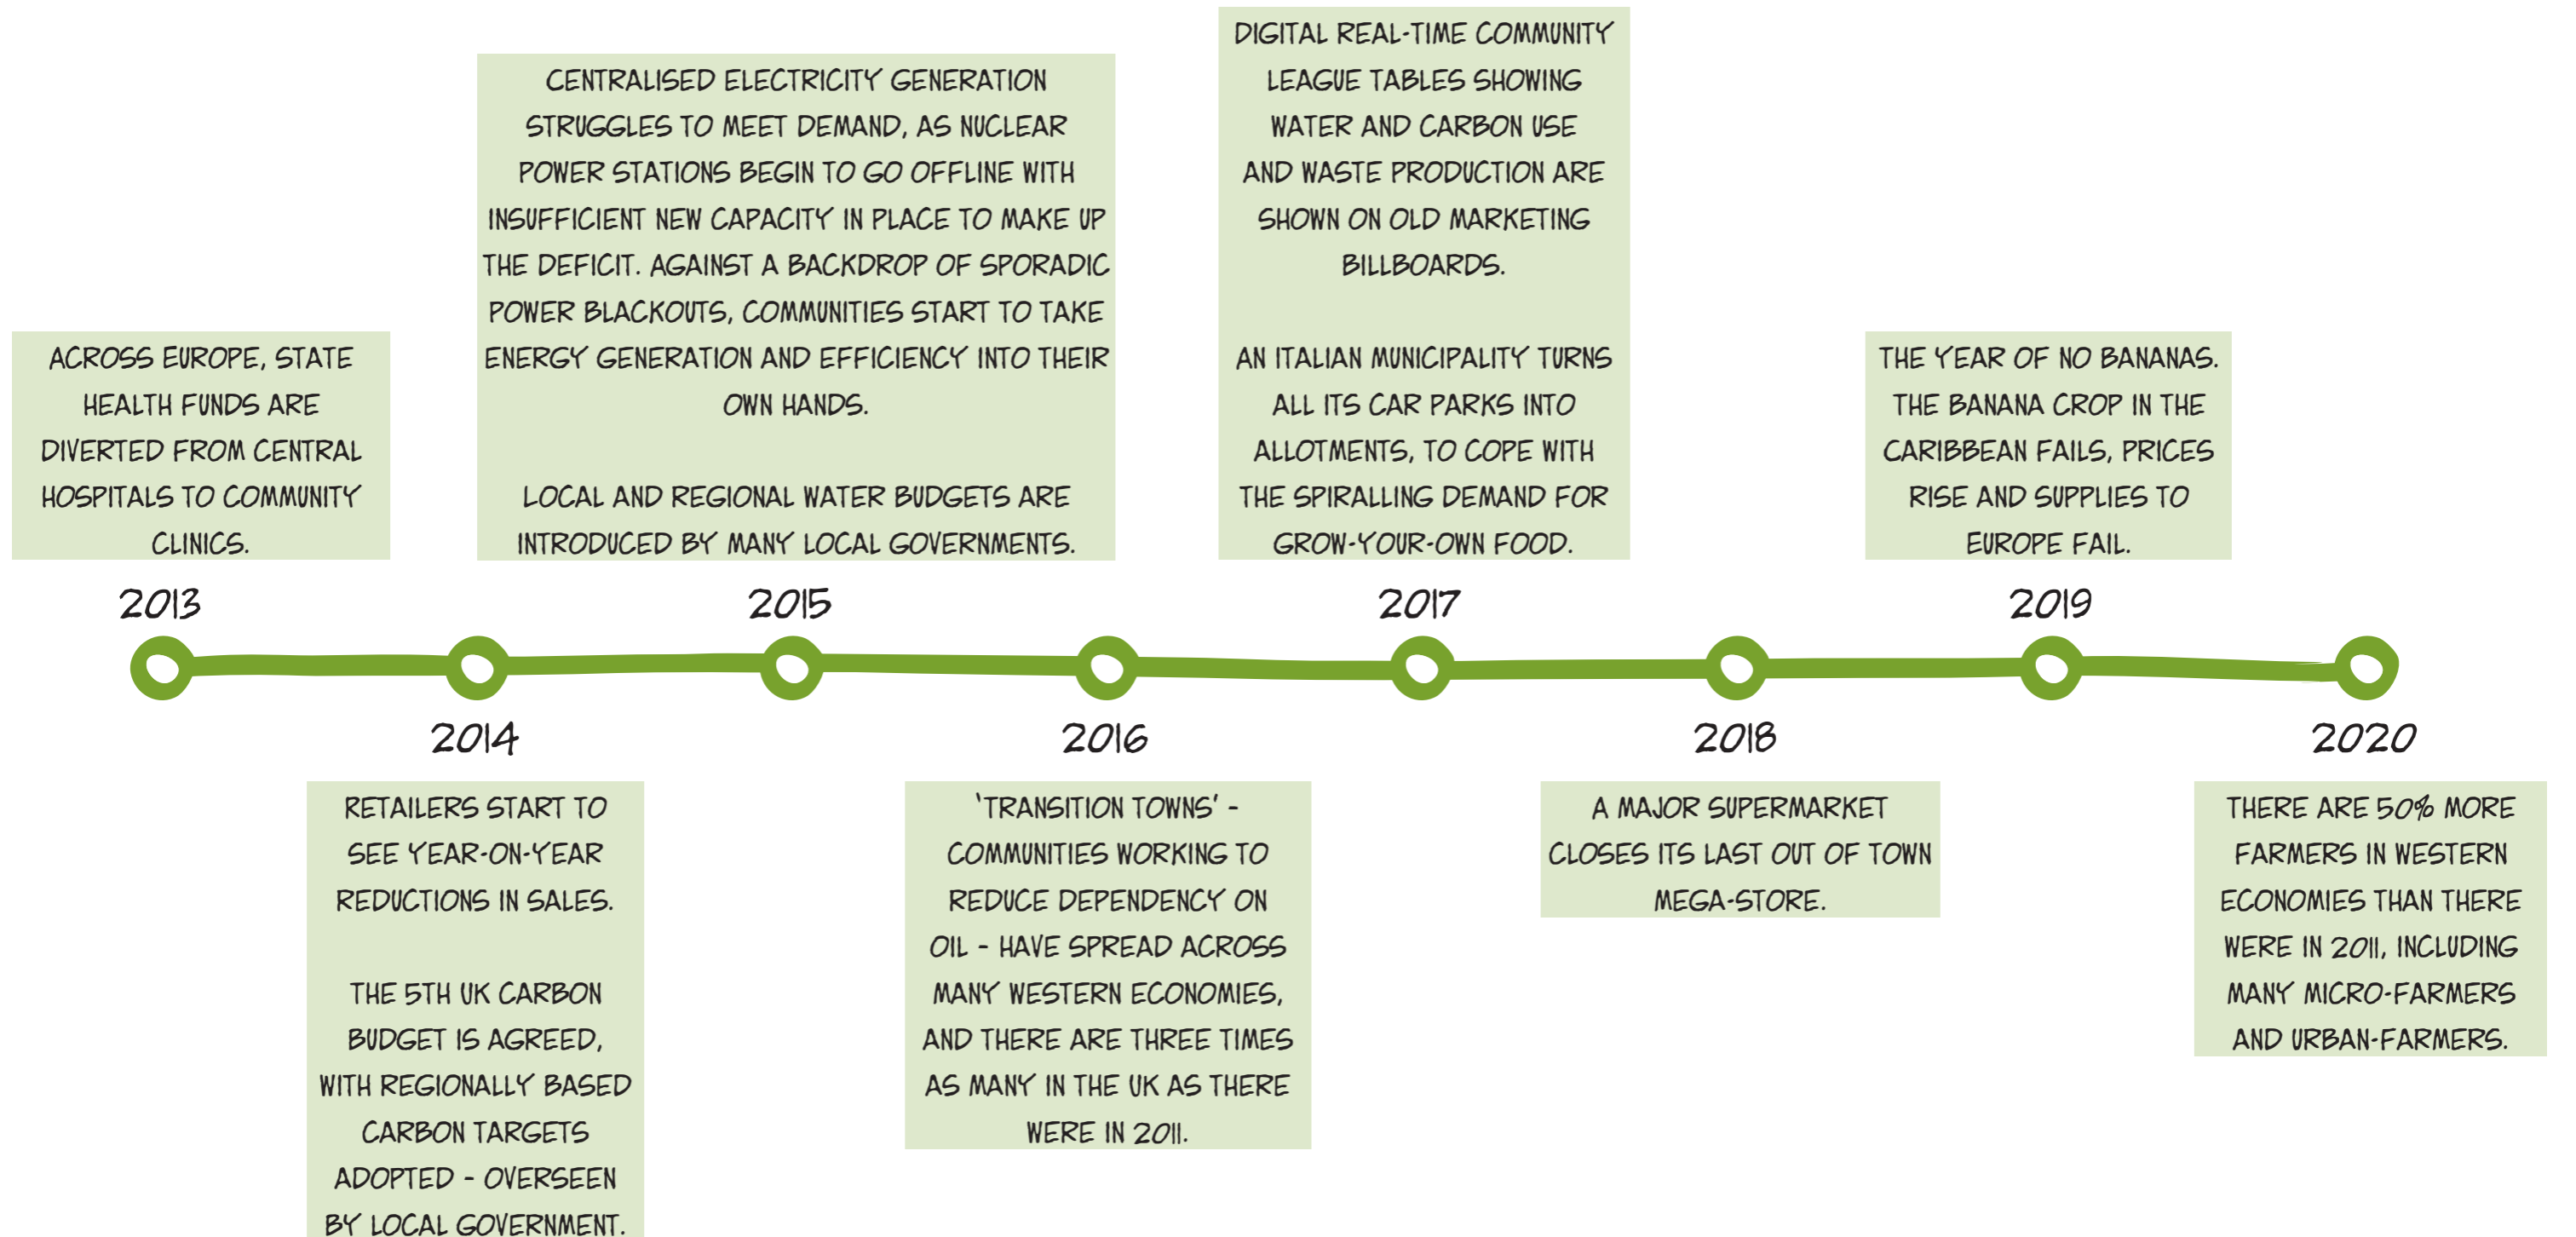 ACROSS EUROPE, STATE
HEALTH FUNDS ARE
DIVERTED FROM CENTRAL
HOSPITALS TO COMMUNITY
CLINICS.
2013
RETAILERS START TO
SEE YEAR-ON-YEAR
REDUCTIONS IN SALES.
THE 5TH UK CARBON
BUDGET IS AGREED,
WITH REGIONALLY BASED
CARBON TARGETS
ADOPTED - OVERSEEN
BY LOCAL GOVERNMENT.
2014
CENTRALISED ELECTRICITY GENERATION
STRUGGLES TO MEET DEMAND, AS NUCLEAR
POWER STATIONS BEGIN TO GO OFFLINE WITH
INSUFFICIENT NEW CAPACITY IN PLACE TO MAKE UP
THE DEFICIT. AGAINST A BACKDROP OF SPORADIC
POWER BLACKOUTS, COMMUNITIES START TO TAKE
ENERGY GENERATION AND EFFICIENCY INTO THEIR
OWN HANDS.
LOCAL AND REGIONAL WATER BUDGETS ARE
INTRODUCED BY MANY LOCAL GOVERNMENTS.
2015
2016
'TRANSITION TOWNS' -
COMMUNITIES WORKING TO
REDUCE DEPENDENCY ON
OIL - HAVE SPREAD ACROSS
MANY WESTERN ECONOMIES,
AND THERE ARE THREE TIMES
AS MANY IN THE UK AS THERE
WERE IN 2011.
DIGITAL REAL-TIME COMMUNITY
LEAGUE TABLES SHOWING
WATER AND CARBON USE
AND WASTE PRODUCTION ARE
SHOWN ON OLD MARKETING
BILLBOARDS.
AN ITALIAN MUNICIPALITY TURNS
ALL ITS CAR PARKS INTO
ALLOTMENTS, TO COPE WITH
THE SPIRALLING DEMAND FOR
GROW-YOUR-OWN FOOD.
2017
2018
A MAJOR SUPERMARKET
CLOSES ITS LAST OUT OF TOWN
MEGA-STORE.
THE YEAR OF NO BANANAS.
THE BANANA CROP IN THE
CARIBBEAN FAILS, PRICES
RISE AND SUPPLIES TO
EUROPE FAIL.
2019
2020
THERE ARE 50% MORE
FARMERS IN WESTERN
ECONOMIES THAN THERE
WERE IN 2011, INCLUDING
MANY MICRO-FARMERS
AND URBAN-FARMERS.